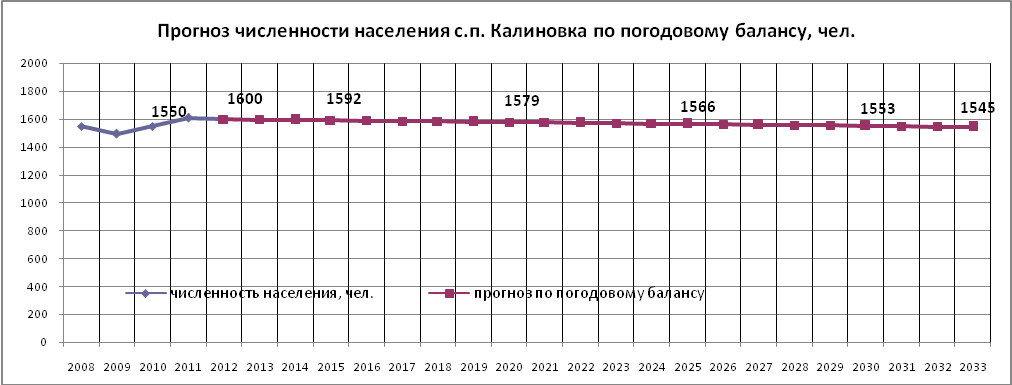 Прогноз численности населения с.п. Калиновка по погодовому балансу, чел.
2000
1800
1600
1400
1200
1000
800
600
400
200
0
1550 1600 1592 1579 1566 1553 1545
численность населения, чел. прогноз по погодовому балансу
2008 2009 2010 2011 2012 2013 2014 2015 2016 2017 2018 2019 2020 2021 2022 2023 2024 2025 2026 2027 2028 2029 2030 2031 2032 2033